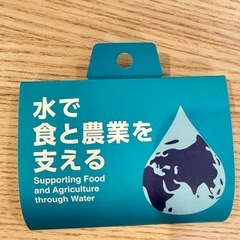 水で
食と農業を
支える
Supporting Food
and Agriculture
through Water